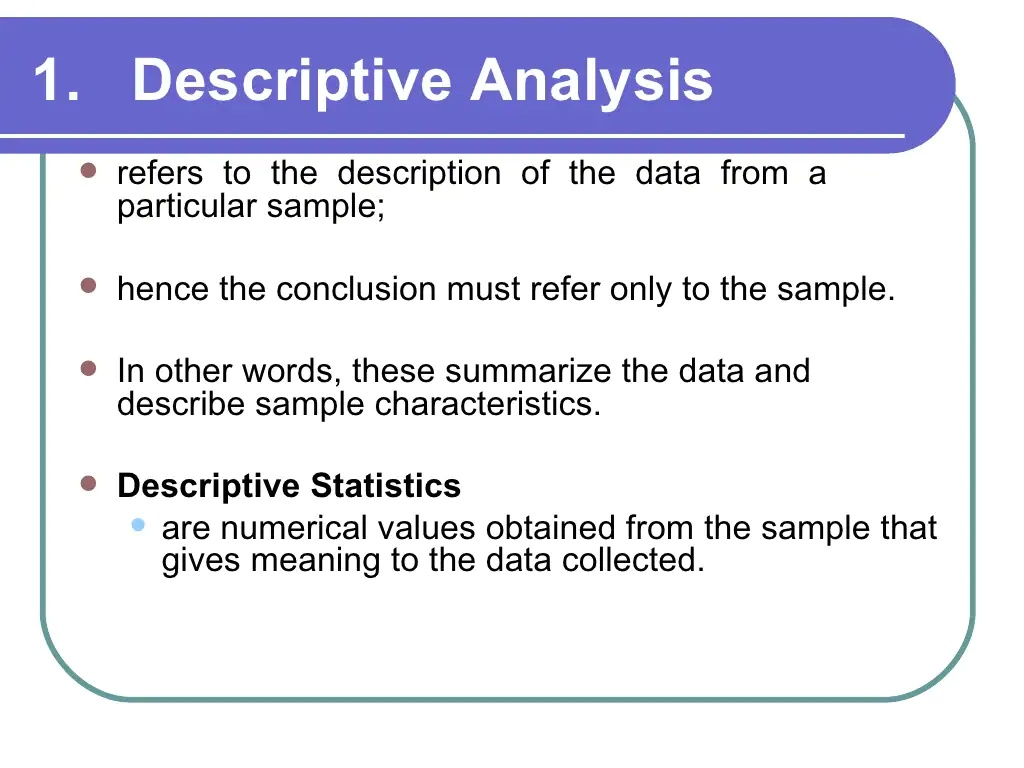 1. Descriptive Analysis
refers to the description of the data from a
particular sample;
hence the conclusion must refer only to the sample.
In other words, these summarize the data and
describe sample characteristics.
Descriptive Statistics
are numerical values obtained from the sample that
gives meaning to the data collected.